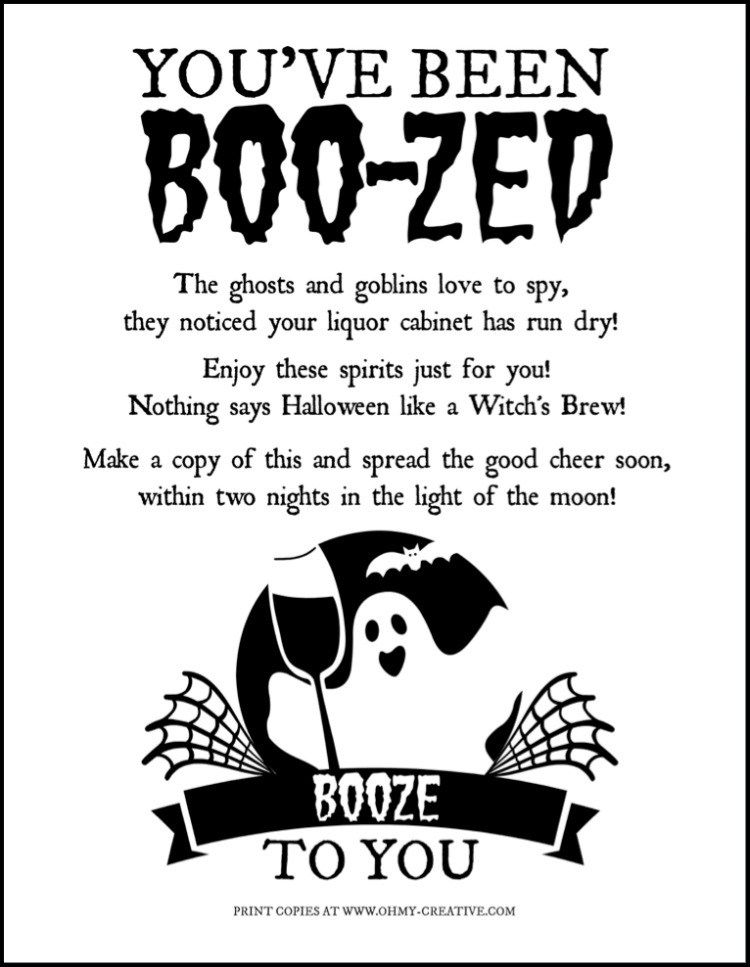 YOU'VE BEEN
BOO-ZED
The ghosts and goblins love to spy,
they noticed your liquor cabinet has run dry!
Enjoy these spirits just for you!
Nothing says Halloween like a Witch's Brew!
Make a copy of this and spread the good cheer soon,
within two nights in the light of the moon!
BOOZE
TO YOU
PRINT COPIES AT WWW.OHMY-CREATIVE.COM